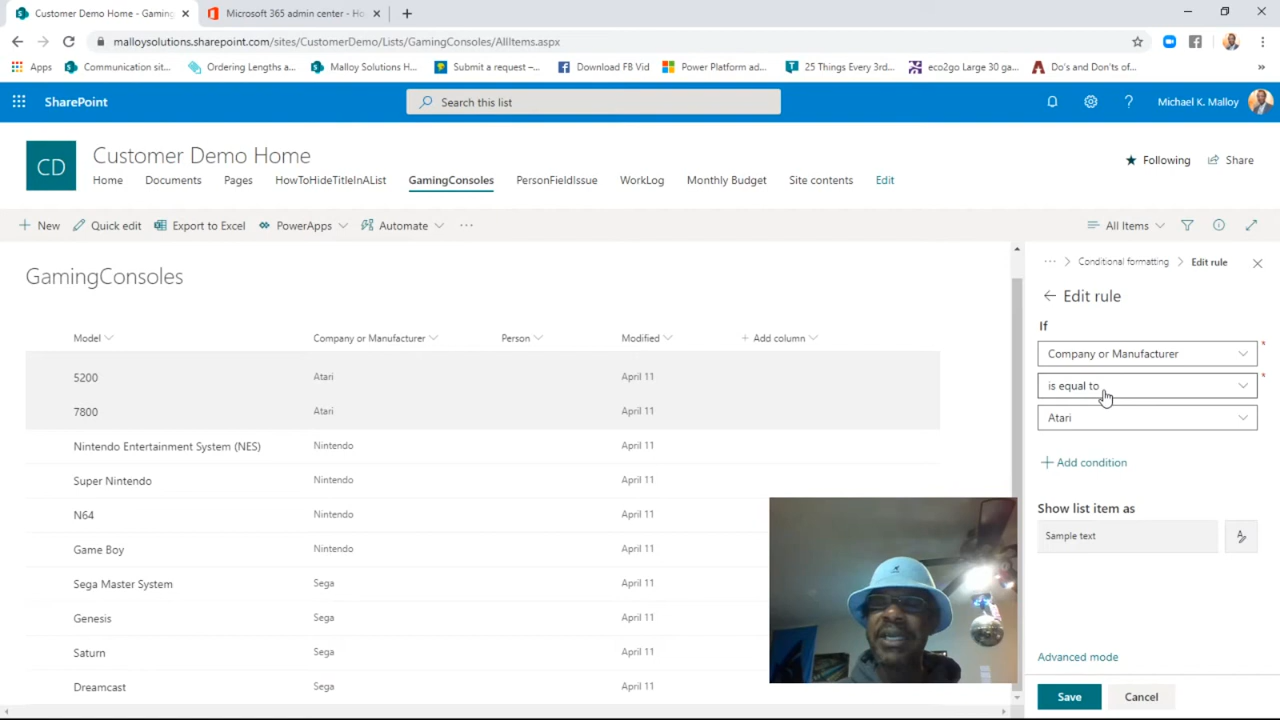 Customer Demo Home - Gaming
Microsoft 365 admin center - Ho
malloysolutions.sharepoint.com/sites/CustomerDemo/Lists/GamingConsoles/AllItems.aspx
Apps Communication sit... Ordering Lengths a... Malloy Solutions H... Submit a request –... Download FB Vid Power Platform ad... 25 Things Every 3rd... eco2go Large 30 ga... Do's and Don'ts of... »
SharePoint Search this list ? Michael K. Malloy
CD
Customer Demo Home
Following Share
Home Documents Pages HowToHideTitleInAList GamingConsoles PersonFieldIssue WorkLog Monthly Budget Site contents Edit
+ New Quick edit Export to Excel PowerApps Automate ... All Items
GamingConsoles
Model Company or Manufacturer Person Modified + Add column
5200 Atari April 11
7800 Atari April 11
Nintendo Entertainment System (NES) Nintendo April 11
Super Nintendo Nintendo April 11
N64 Nintendo April 11
Game Boy Nintendo April 11
Sega Master System Sega April 11
Genesis Sega April 11
Saturn Sega April 11
Dreamcast Sega April 11
... > Conditional formatting > Edit rule
Edit rule
If
Company or Manufacturer *
is equal to *
Atari
+ Add condition
Show list item as
Sample text
Advanced mode
Save Cancel